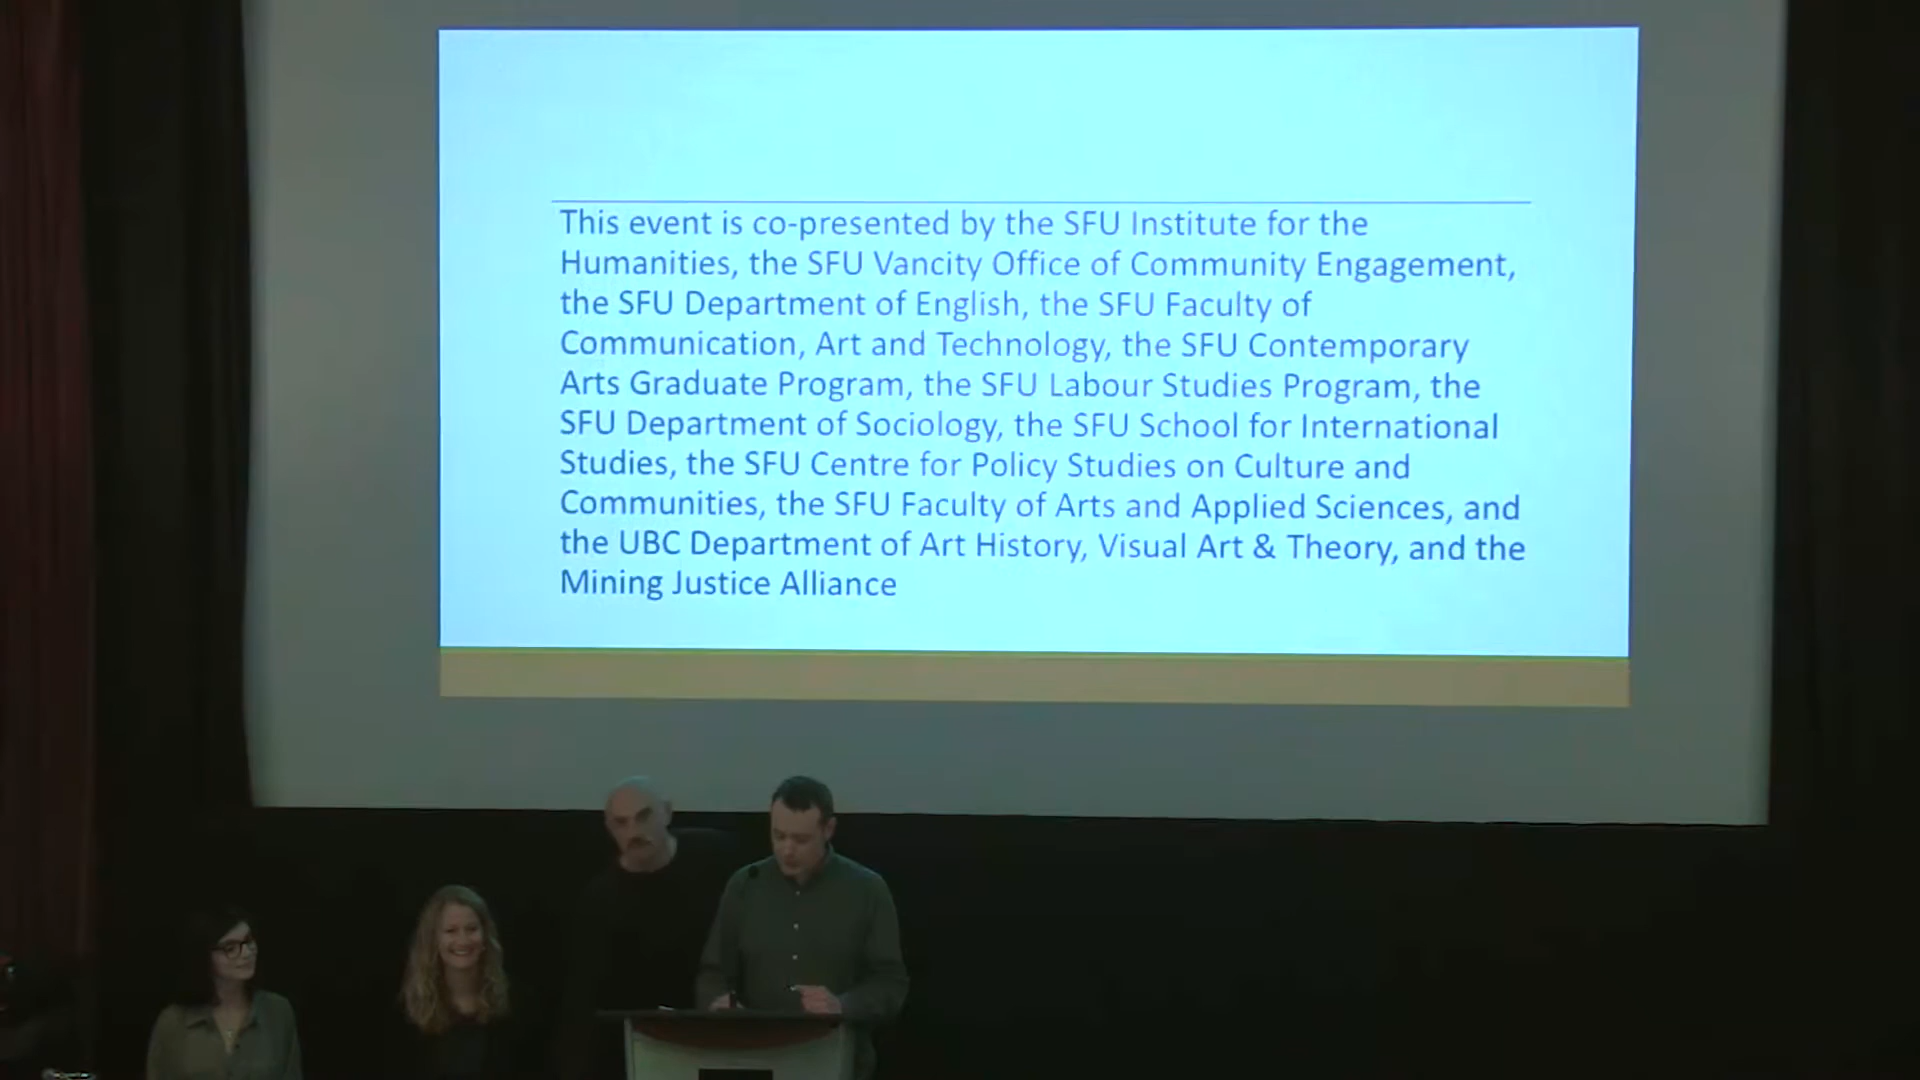 This event is co-presented by the SFU Institute for the
Humanities, the SFU Vancity Office of Community Engagement,
the SFU Department of English, the SFU Faculty of
Communication, Art and Technology, the SFU Contemporary
Arts Graduate Program, the SFU Labour Studies Program, the
SFU Department of Sociology, the SFU School for International
Studies, the SFU Centre for Policy Studies on Culture and
Communities, the SFU Faculty of Arts and Applied Sciences, and
the UBC Department of Art History, Visual Art & Theory, and the
Mining Justice Alliance